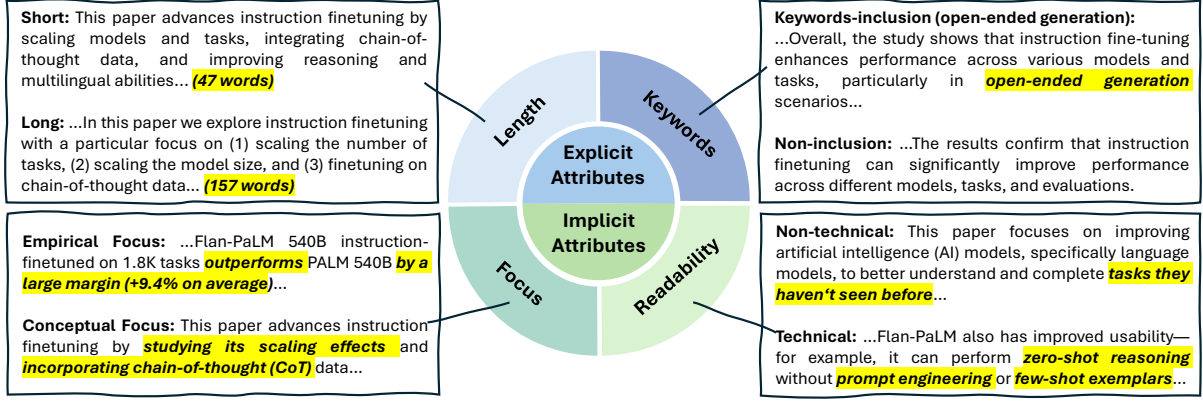 Short: This paper advances instruction finetuning by
scaling models and tasks, integrating chain-of-
thought data, and improving reasoning and
multilingual abilities... (47 words)
Long: ...In this paper we explore instruction finetuning
with a particular focus on (1) scaling the number of
tasks, (2) scaling the model size, and (3) finetuning on
chain-of-thought data... (157 words)
Length
Keywords
Explicit
Attributes
Implicit
Attributes
Focus
Readability
Keywords-inclusion (open-ended generation):
...Overall, the study shows that instruction fine-tuning
enhances performance across various models and
tasks, particularly in open-ended generation
scenarios...
Non-inclusion: ...The results confirm that instruction
finetuning can significantly improve performance
across different models, tasks, and evaluations.
Empirical Focus: ...Flan-PaLM 540B instruction-
finetuned on 1.8K tasks outperforms PALM 540B by a
large margin (+9.4% on average)...
Conceptual Focus: This paper advances instruction
finetuning by studying its scaling effects and
incorporating chain-of-thought (CoT) data...
Non-technical: This paper focuses on improving
artificial intelligence (AI) models, specifically language
models, to better understand and complete tasks they
haven‘t seen before...
Technical: ...Flan-PaLM also has improved usability—
for example, it can perform zero-shot reasoning
without prompt engineering or few-shot exemplars...